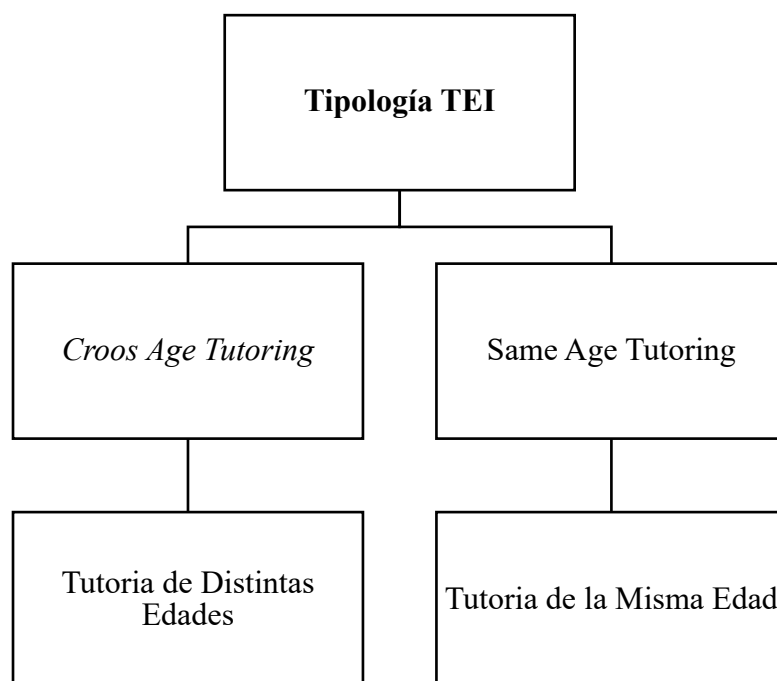 Tipología TEI
Croos Age Tutoring
Same Age Tutoring
Tutoria de Distintas
Edades
Tutoria de la Misma Edad